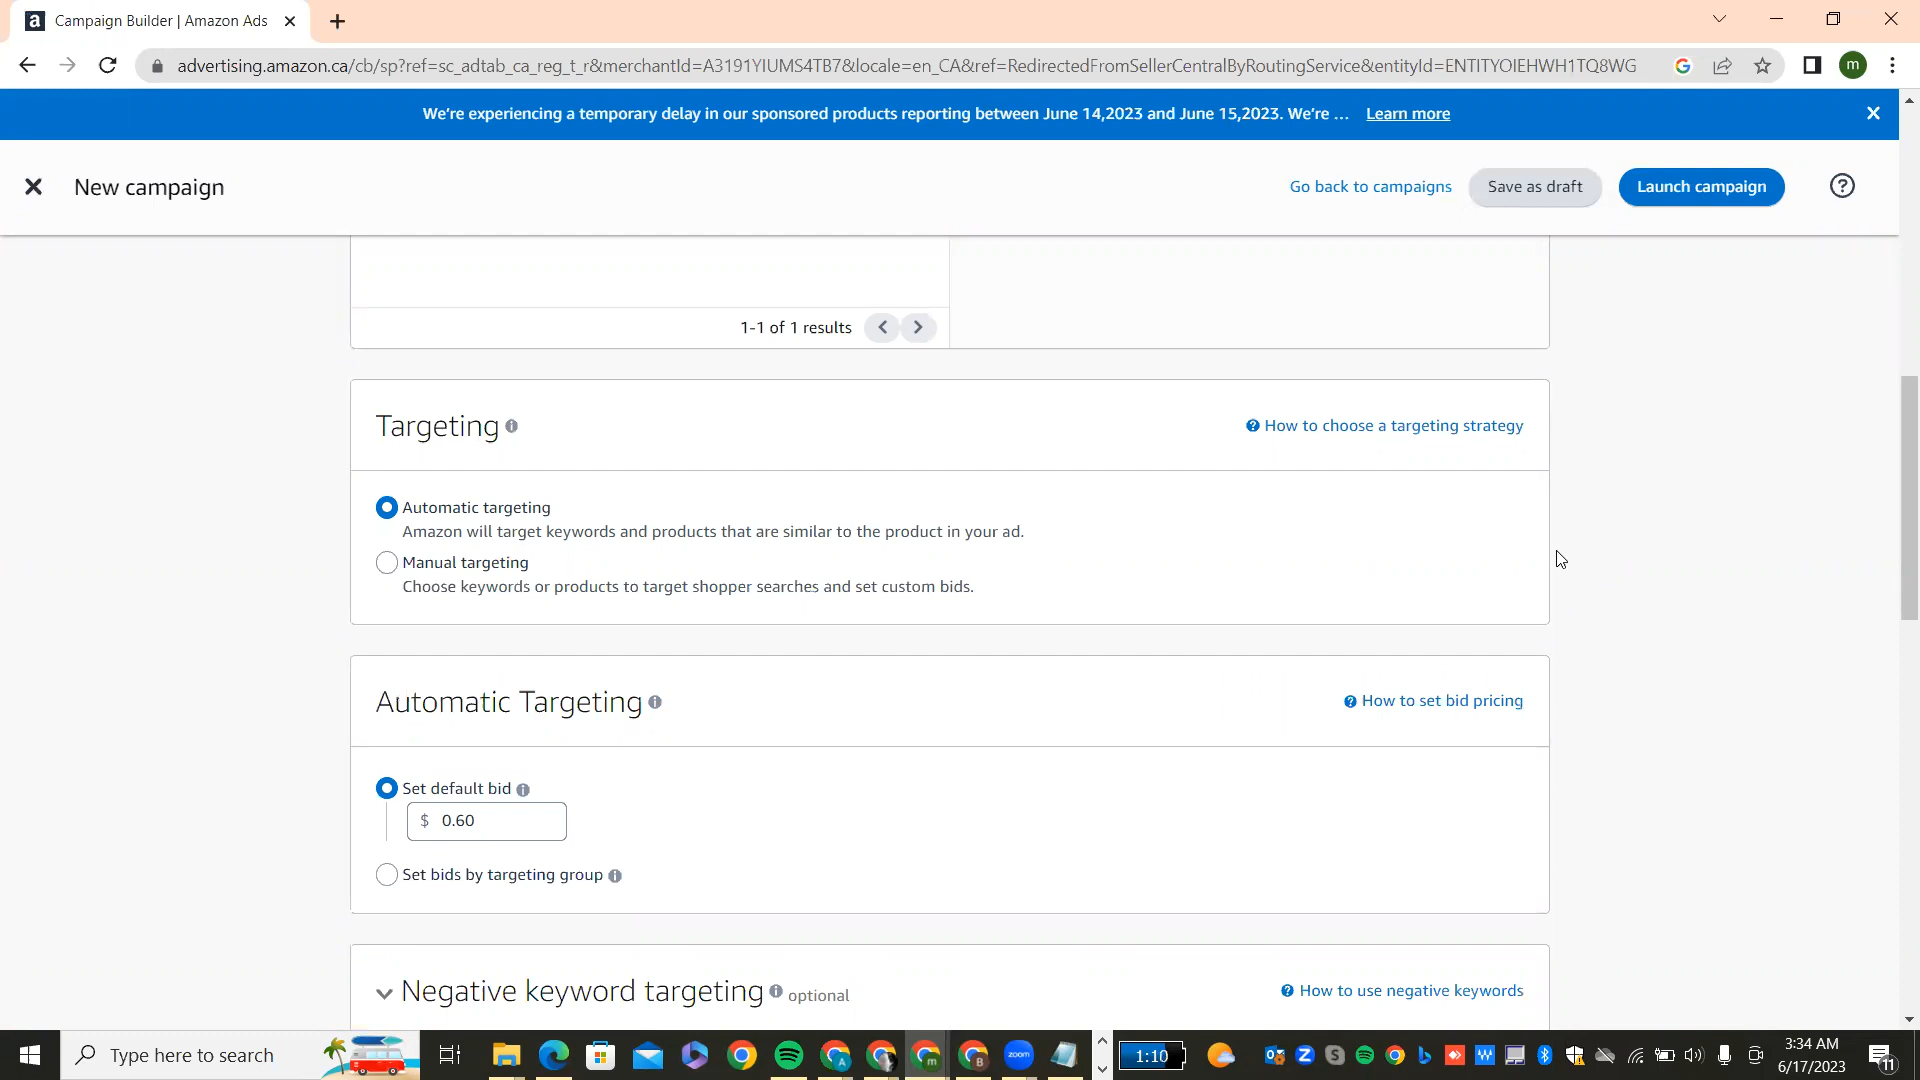 Campaign Builder | Amazon Ads
advertising.amazon.ca/cb/sp?ref=sc_adtab_ca_reg_t_r&merchantId=A3191YIUMS4TB7&locale=en_CA&ref=RedirectedFromSellerCentralByRoutingService&entityId=ENTITYOIEHWH1TQ8WG
We're experiencing a temporary delay in our sponsored products reporting between June 14,2023 and June 15,2023. We're ... Learn more
New campaign
Go back to campaigns
Save as draft
Launch campaign
1-1 of 1 results
Targeting
How to choose a targeting strategy
Automatic targeting
Amazon will target keywords and products that are similar to the product in your ad.
Manual targeting
Choose keywords or products to target shopper searches and set custom bids.
Automatic Targeting
How to set bid pricing
Set default bid
$ 0.60
Set bids by targeting group
Negative keyword targeting optional
How to use negative keywords
Type here to search
zoom
1:10
3:34 AM
6/17/2023
11